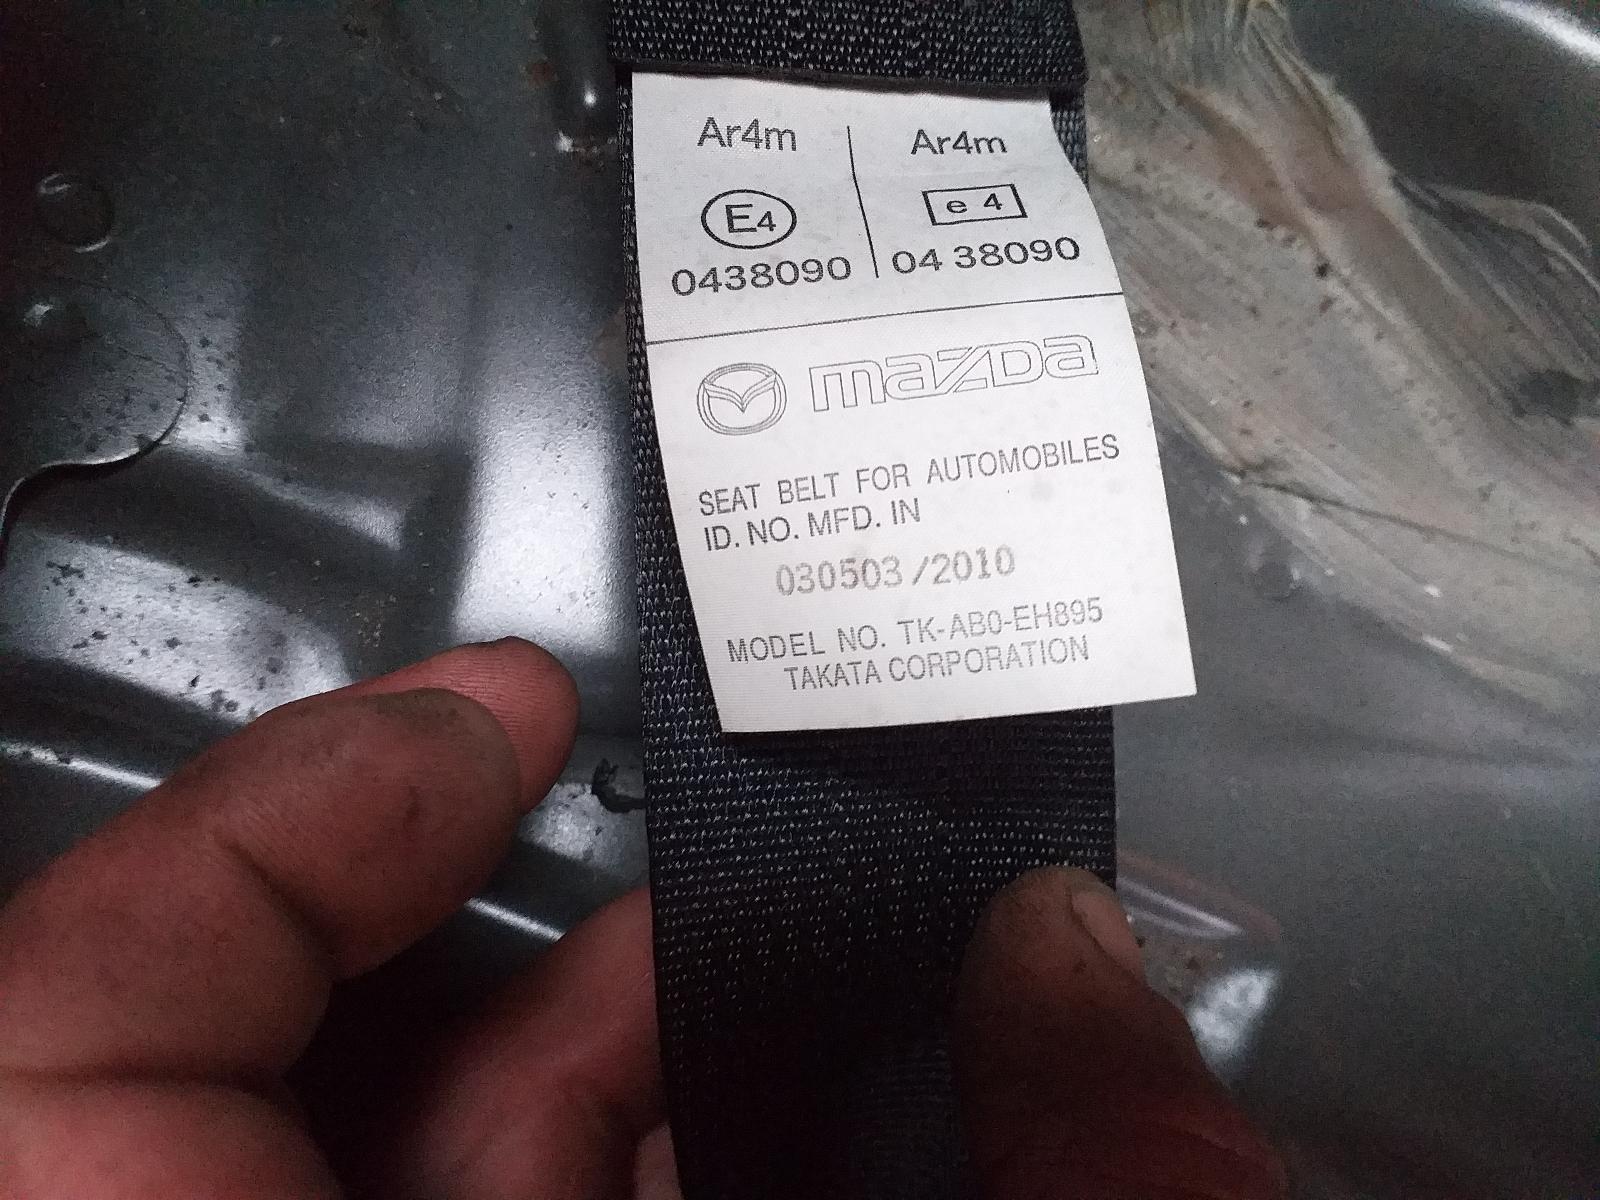 Ar4m
E4
0438090
Ar4m
e 4
04 38090
mazda
SEAT BELT FOR AUTOMOBILES
ID. NO. MFD. IN
030503/2010
MODEL NO. TK-AB0-EH895
TAKATA CORPORATION